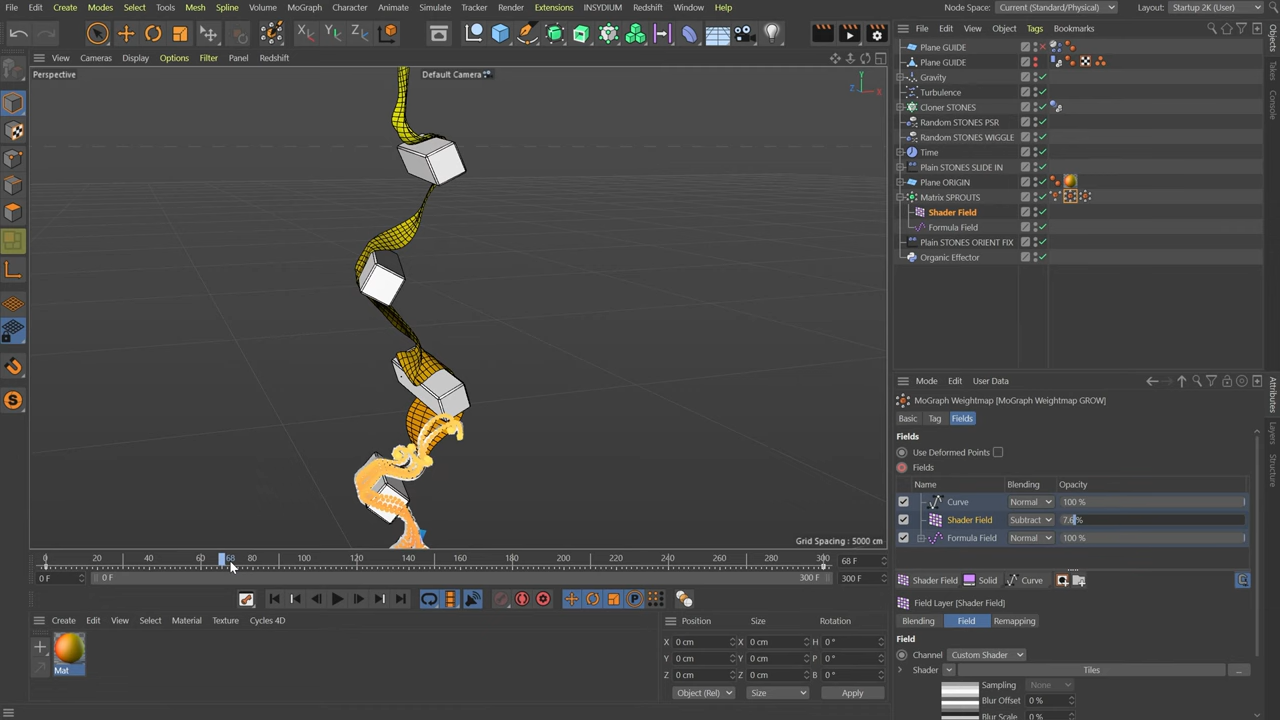 File Create Modes Select Tools Mesh Spline Volume MoGraph Character Animate Simulate Tracker Render Extensions INSYDIUM Redshift Window Help Node Space: Current (Standard/Physical) Layout: Startup 2K (User)
File Edit View Object Tags Bookmarks
View Cameras Display Options Filter Panel Redshift
Perspective Default Camera
Y Z X
Plane GUIDE
Plane GUIDE
Gravity
Turbulence
Cloner STONES
Random STONES PSR
Random STONES WIGGLE
Time
Plain STONES SLIDE IN
Plane ORIGIN
Matrix SPROUTS
Shader Field
Formula Field
Plain STONES ORIENT FIX
Organic Effector
Objects
Takes
Content Browser
Mode Edit User Data
MoGraph Weightmap [MoGraph Weightmap GROW]
Basic Tag Fields
Fields
Use Deformed Points
Fields
Name Blending Opacity
Curve Normal 100 %
Shader Field Subtract
Formula Field Normal 100 %
Attributes
Layers
Structure
Grid Spacing : 5000 cm
0 20 40 60 68 80 100 120 140 160 180 200 220 240 260 280 300 68 F
0 F 0 F 300 F 300 F
Shader Field Solid Curve
Field Layer [Shader Field]
Blending Field Remapping
Field
Channel Custom Shader
Shader Tiles ...
Sampling None
Blur Offset 0 %
Blur Scale 0 %
Create Edit View Select Material Texture Cycles 4D
Mat
Position Size Rotation
X 0 cm X 0 cm H 0 °
Y 0 cm Y 0 cm P 0 °
Z 0 cm Z 0 cm B 0 °
Object (Rel) Size Apply